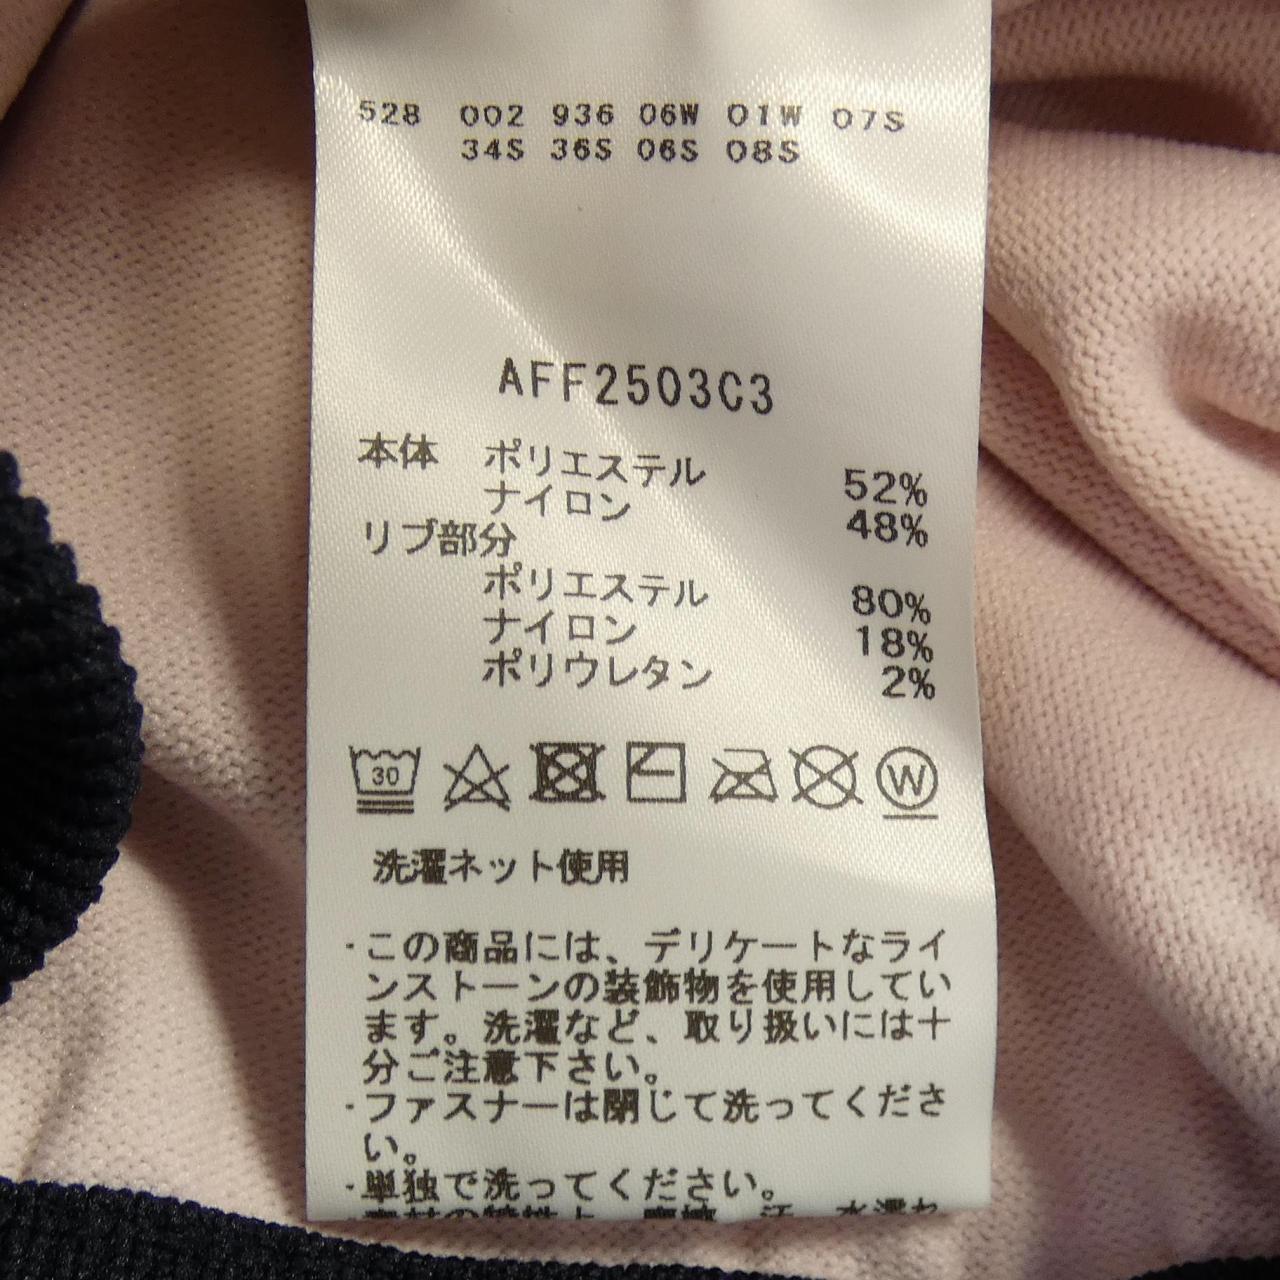 528 002 936 06W 01W 07S
34S 36S 06S 08S
AFF2503C3
本体 ポリエステル 52%
ナイロン 48%
リブ部分
ポリエステル 80%
ナイロン 18%
ポリウレタン 2%
30 W
洗濯ネット使用
・この商品には、デリケートなライ
ンストーンの装飾物を使用してい
ます。洗濯など、取り扱いには十
分ご注意下さい。
・ファスナーは閉じて洗ってくださ
い。
・単独で洗ってください。